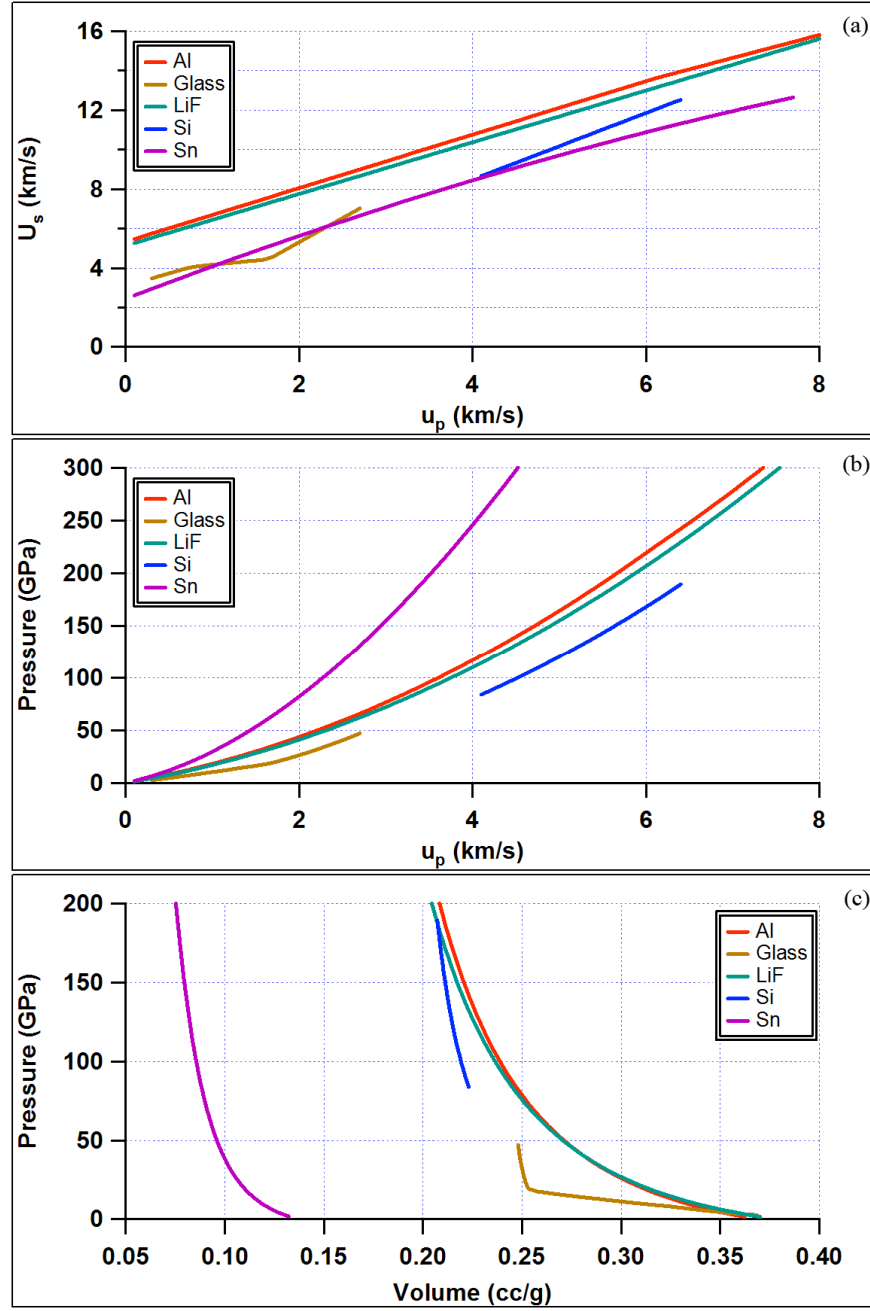 (a)
Al
Glass
LiF
Si
Sn
16
12
8
4
0
Us (km/s)
0 2 4 6 8
up (km/s)
(b)
Al
Glass
LiF
Si
Sn
300
250
200
150
100
50
0
Pressure (GPa)
0 2 4 6 8
up (km/s)
(c)
Al
Glass
LiF
Si
Sn
200
150
100
50
0
Pressure (GPa)
0.05 0.10 0.15 0.20 0.25 0.30 0.35 0.40
Volume (cc/g)